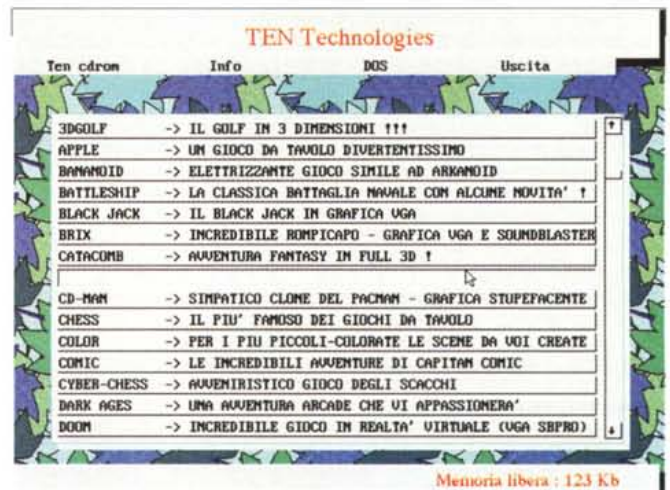 TEN Technologies
Ten cdrom Info DOS Uscita
3DGOLF -> IL GOLF IN 3 DIMENSIONI !!!
APPLE -> UN GIOCO DA TAVOLO DIVERTENTISSIMO
BANANOID -> ELETTRIZZANTE GIOCO SIMILE AD ARKANOID
BATTLESHIP -> LA CLASSICA BATTAGLIA NAVALE CON ALCUNE NOVITA' !
BLACK JACK -> IL BLACK JACK IN GRAFICA VGA
BRIX -> INCREDIBILE ROMPICAPO - GRAFICA VGA E SOUNDBLASTER
CATACOMB -> AVVENTURA FANTASY IN FULL 3D !
CD-MAN -> SIMPATICO CLONE DEL PACMAN - GRAFICA STUPEFACENTE
CHESS -> IL PIU' FAMOSO DEI GIOCHI DA TAVOLO
COLOR -> PER I PIU PICCOLI-COLORATE LE SCENE DA VOI CREATE
COMIC -> LE INCREDIBILI AVVENTURE DI CAPITAN COMIC
CYBER-CHESS -> AVVENIRISTICO GIOCO DEGLI SCACCHI
DARK AGES -> UNA AVVENTURA ARCADE CHE VI APPASSIONERA'
DOOM -> INCREDIBILE GIOCO IN REALTA' VIRTUALE (VGA SBPRO)
Memoria libera : 123 Kb